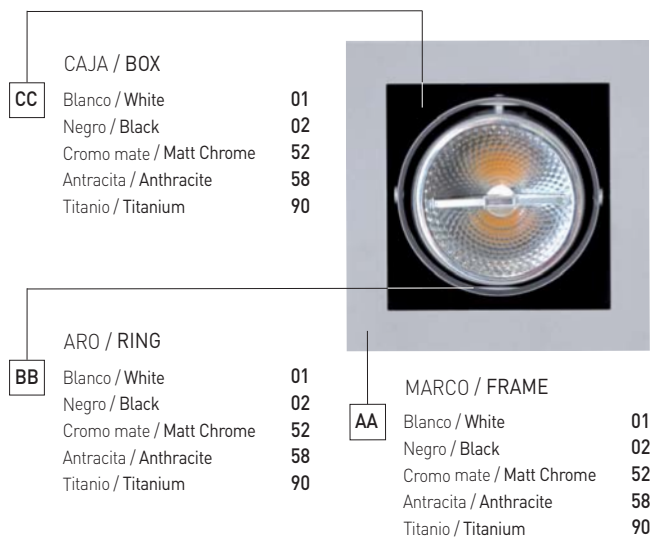 CAJA / BOX
CC
Blanco / White 01
Negro / Black 02
Cromo mate / Matt Chrome 52
Antracita / Anthracite 58
Titanio / Titanium 90
ARO / RING
BB
Blanco / White 01
Negro / Black 02
Cromo mate / Matt Chrome 52
Antracita / Anthracite 58
Titanio / Titanium 90
MARCO / FRAME
AA
Blanco / White 01
Negro / Black 02
Cromo mate / Matt Chrome 52
Antracita / Anthracite 58
Titanio / Titanium 90